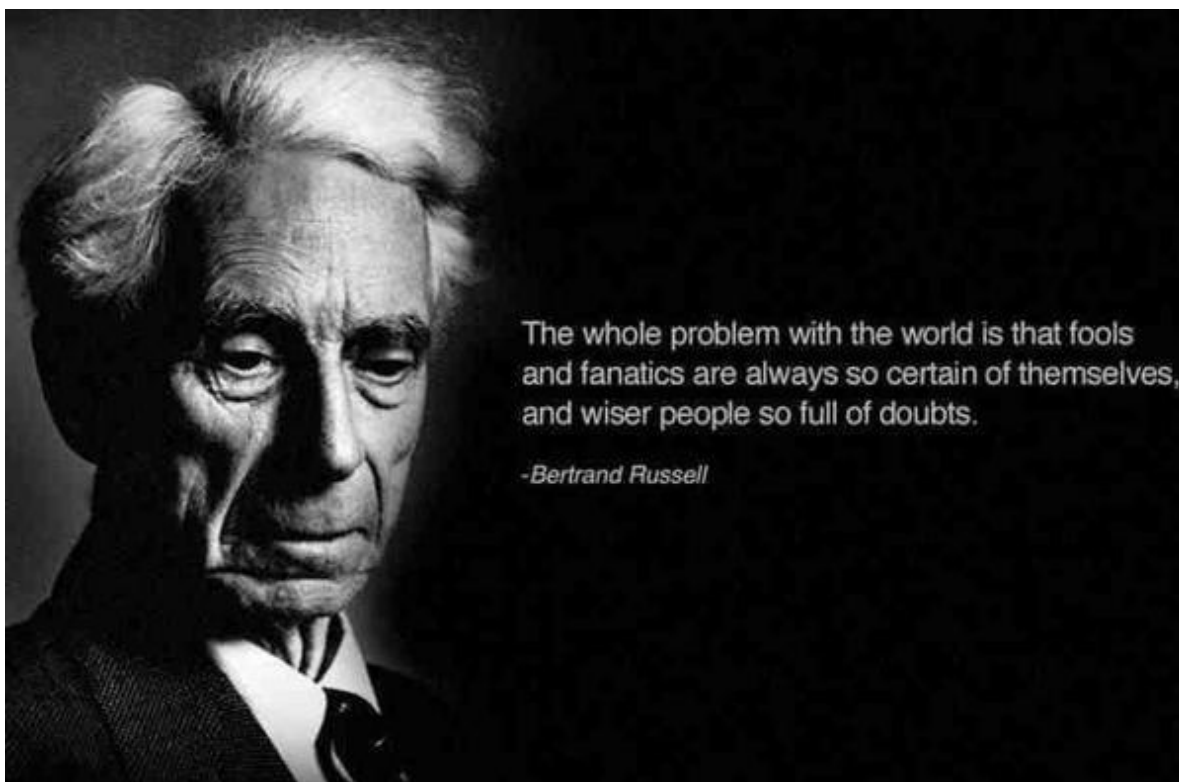 The whole problem with the world is that fools
and fanatics are always so certain of themselves,
and wiser people so full of doubts.
-Bertrand Russell